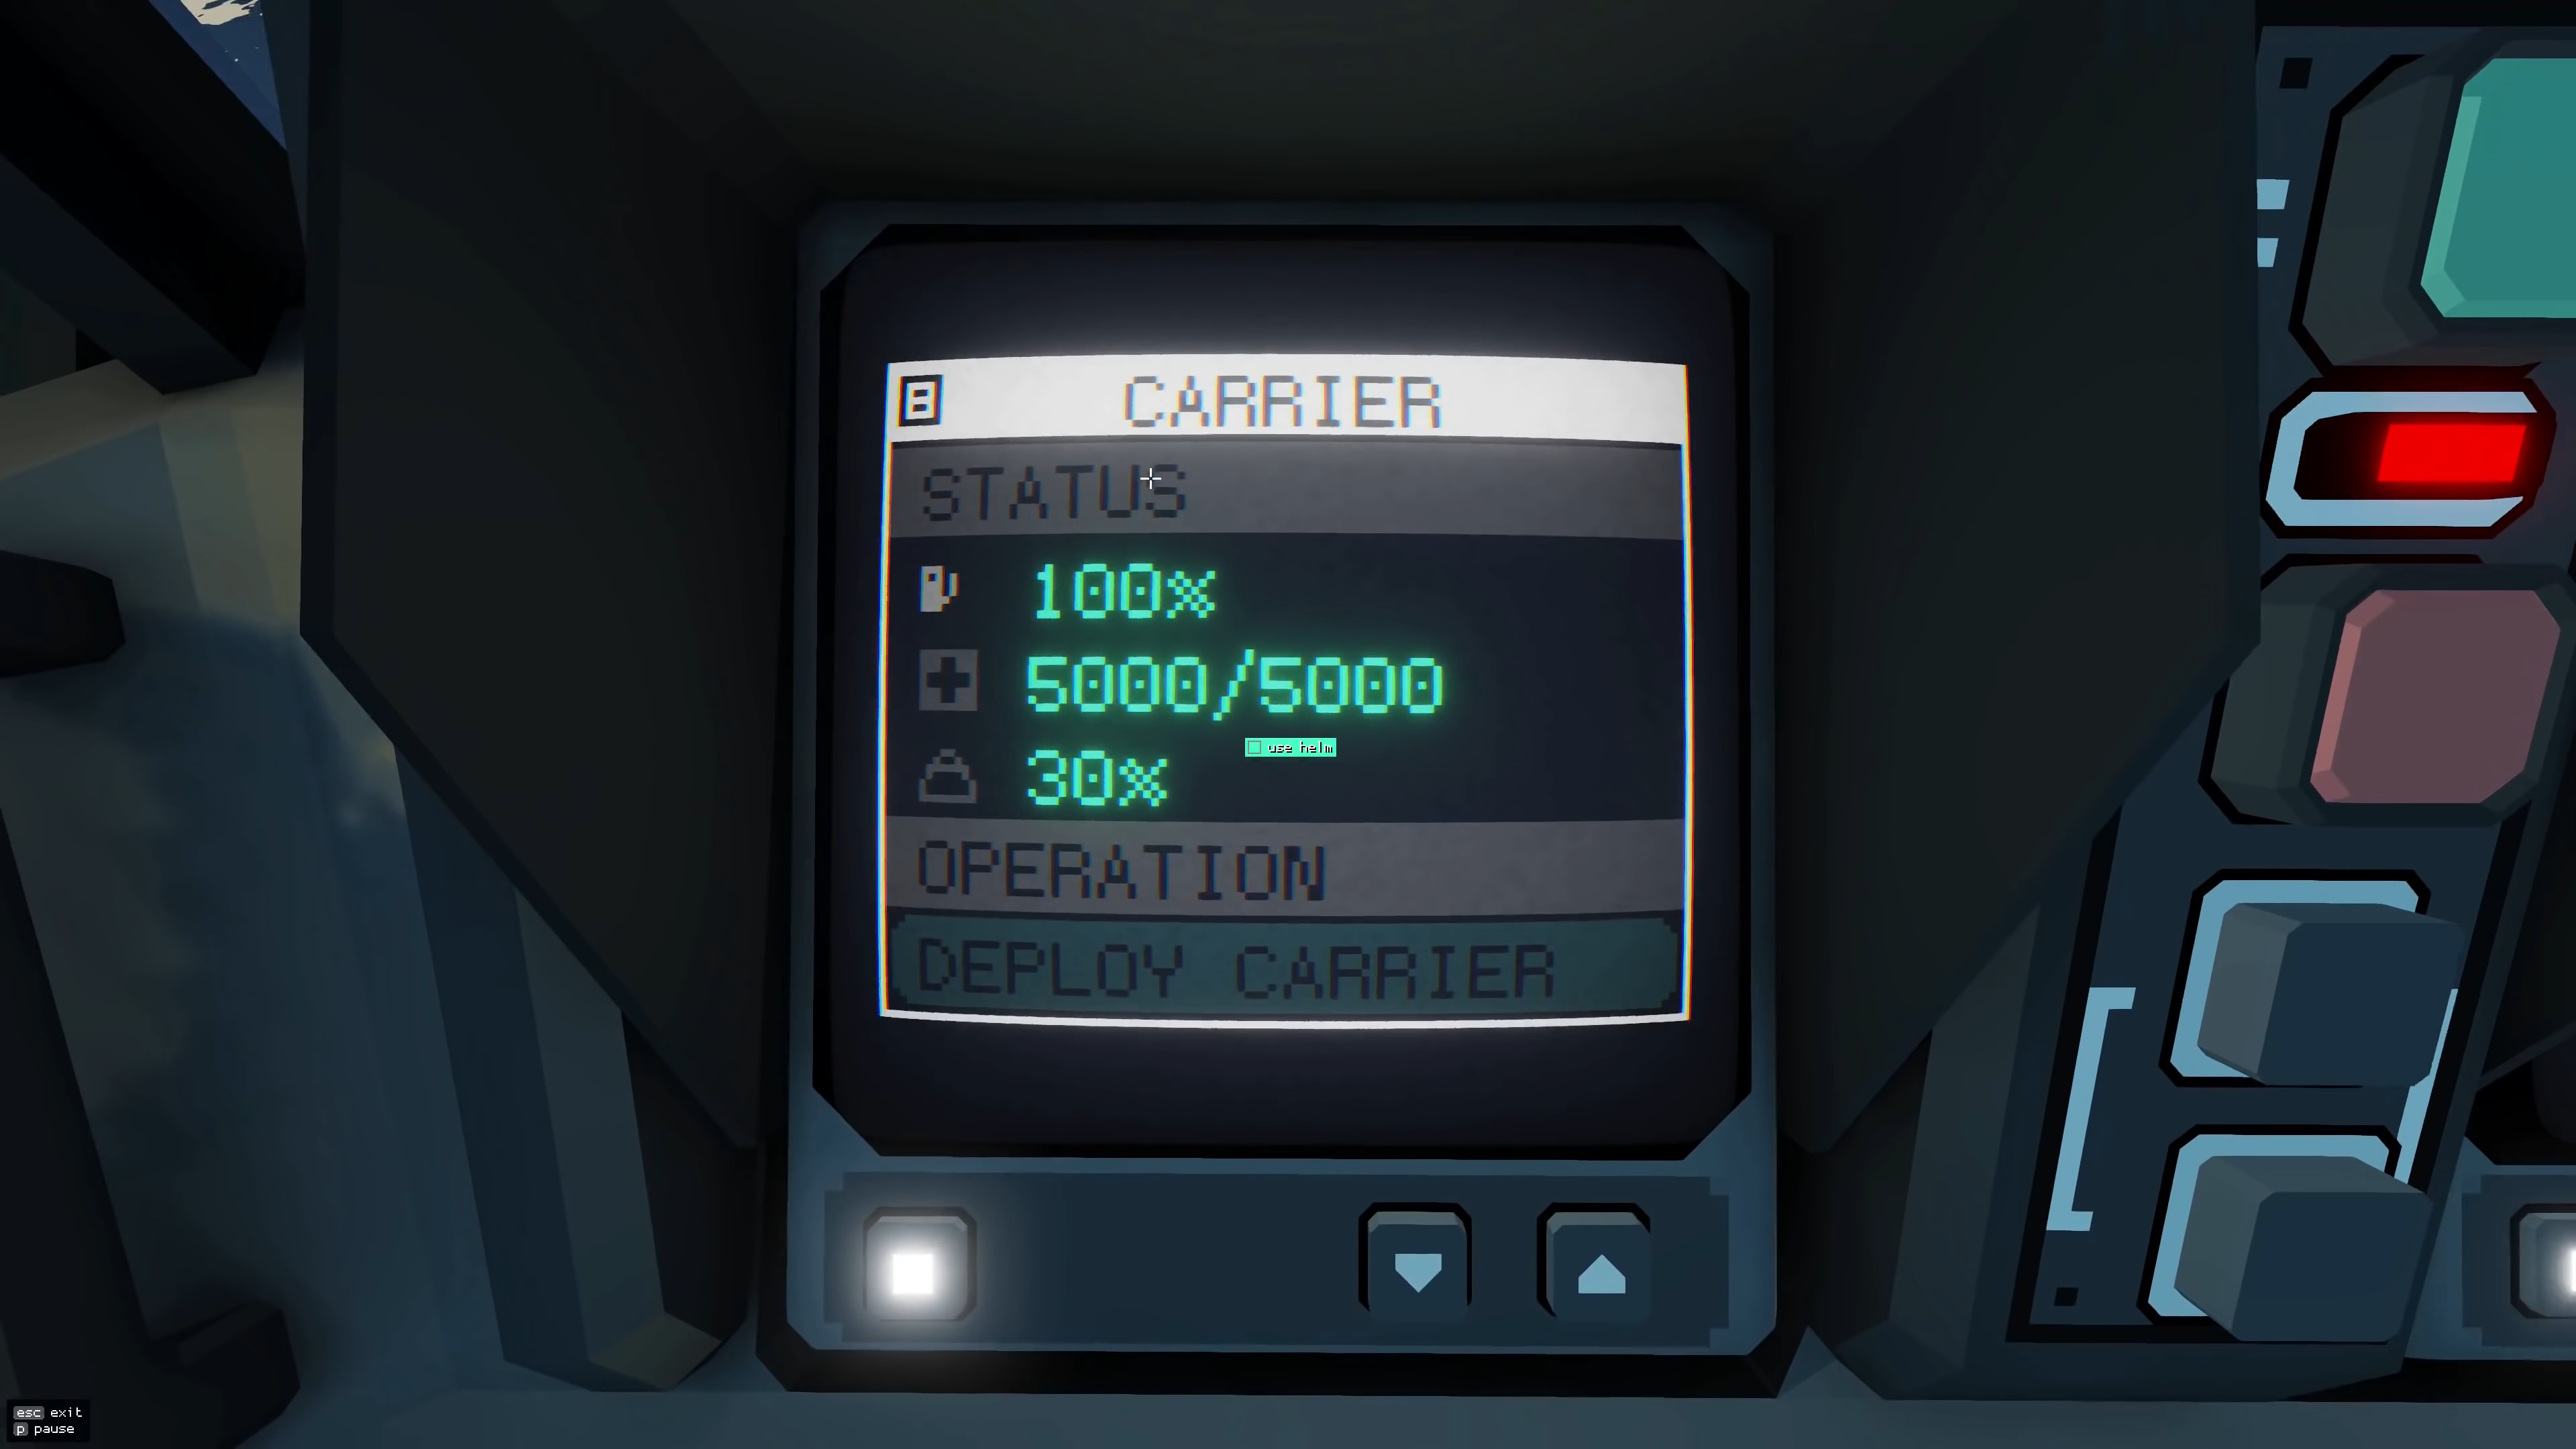 CARRIER
STATUS
100%
5000/5000
use helm
30%
OPERATION
DEPLOY CARRIER
esc exit
p pause